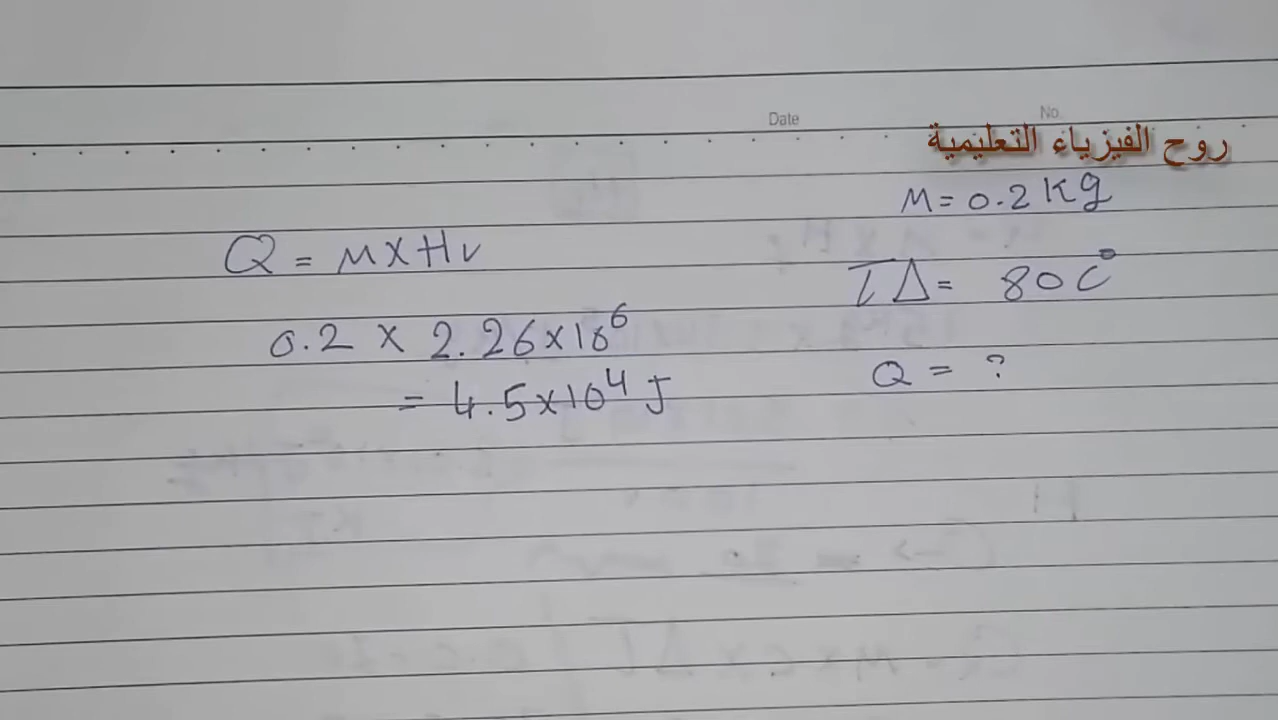 Date
No.
روح الفيزياء التعليمية
M = 0.2 Kg
Q = M X Hv
T Δ = 80 C°
0.2 X 2.26 x 10⁶
Q = ?
= 4.5 x 10⁴ J